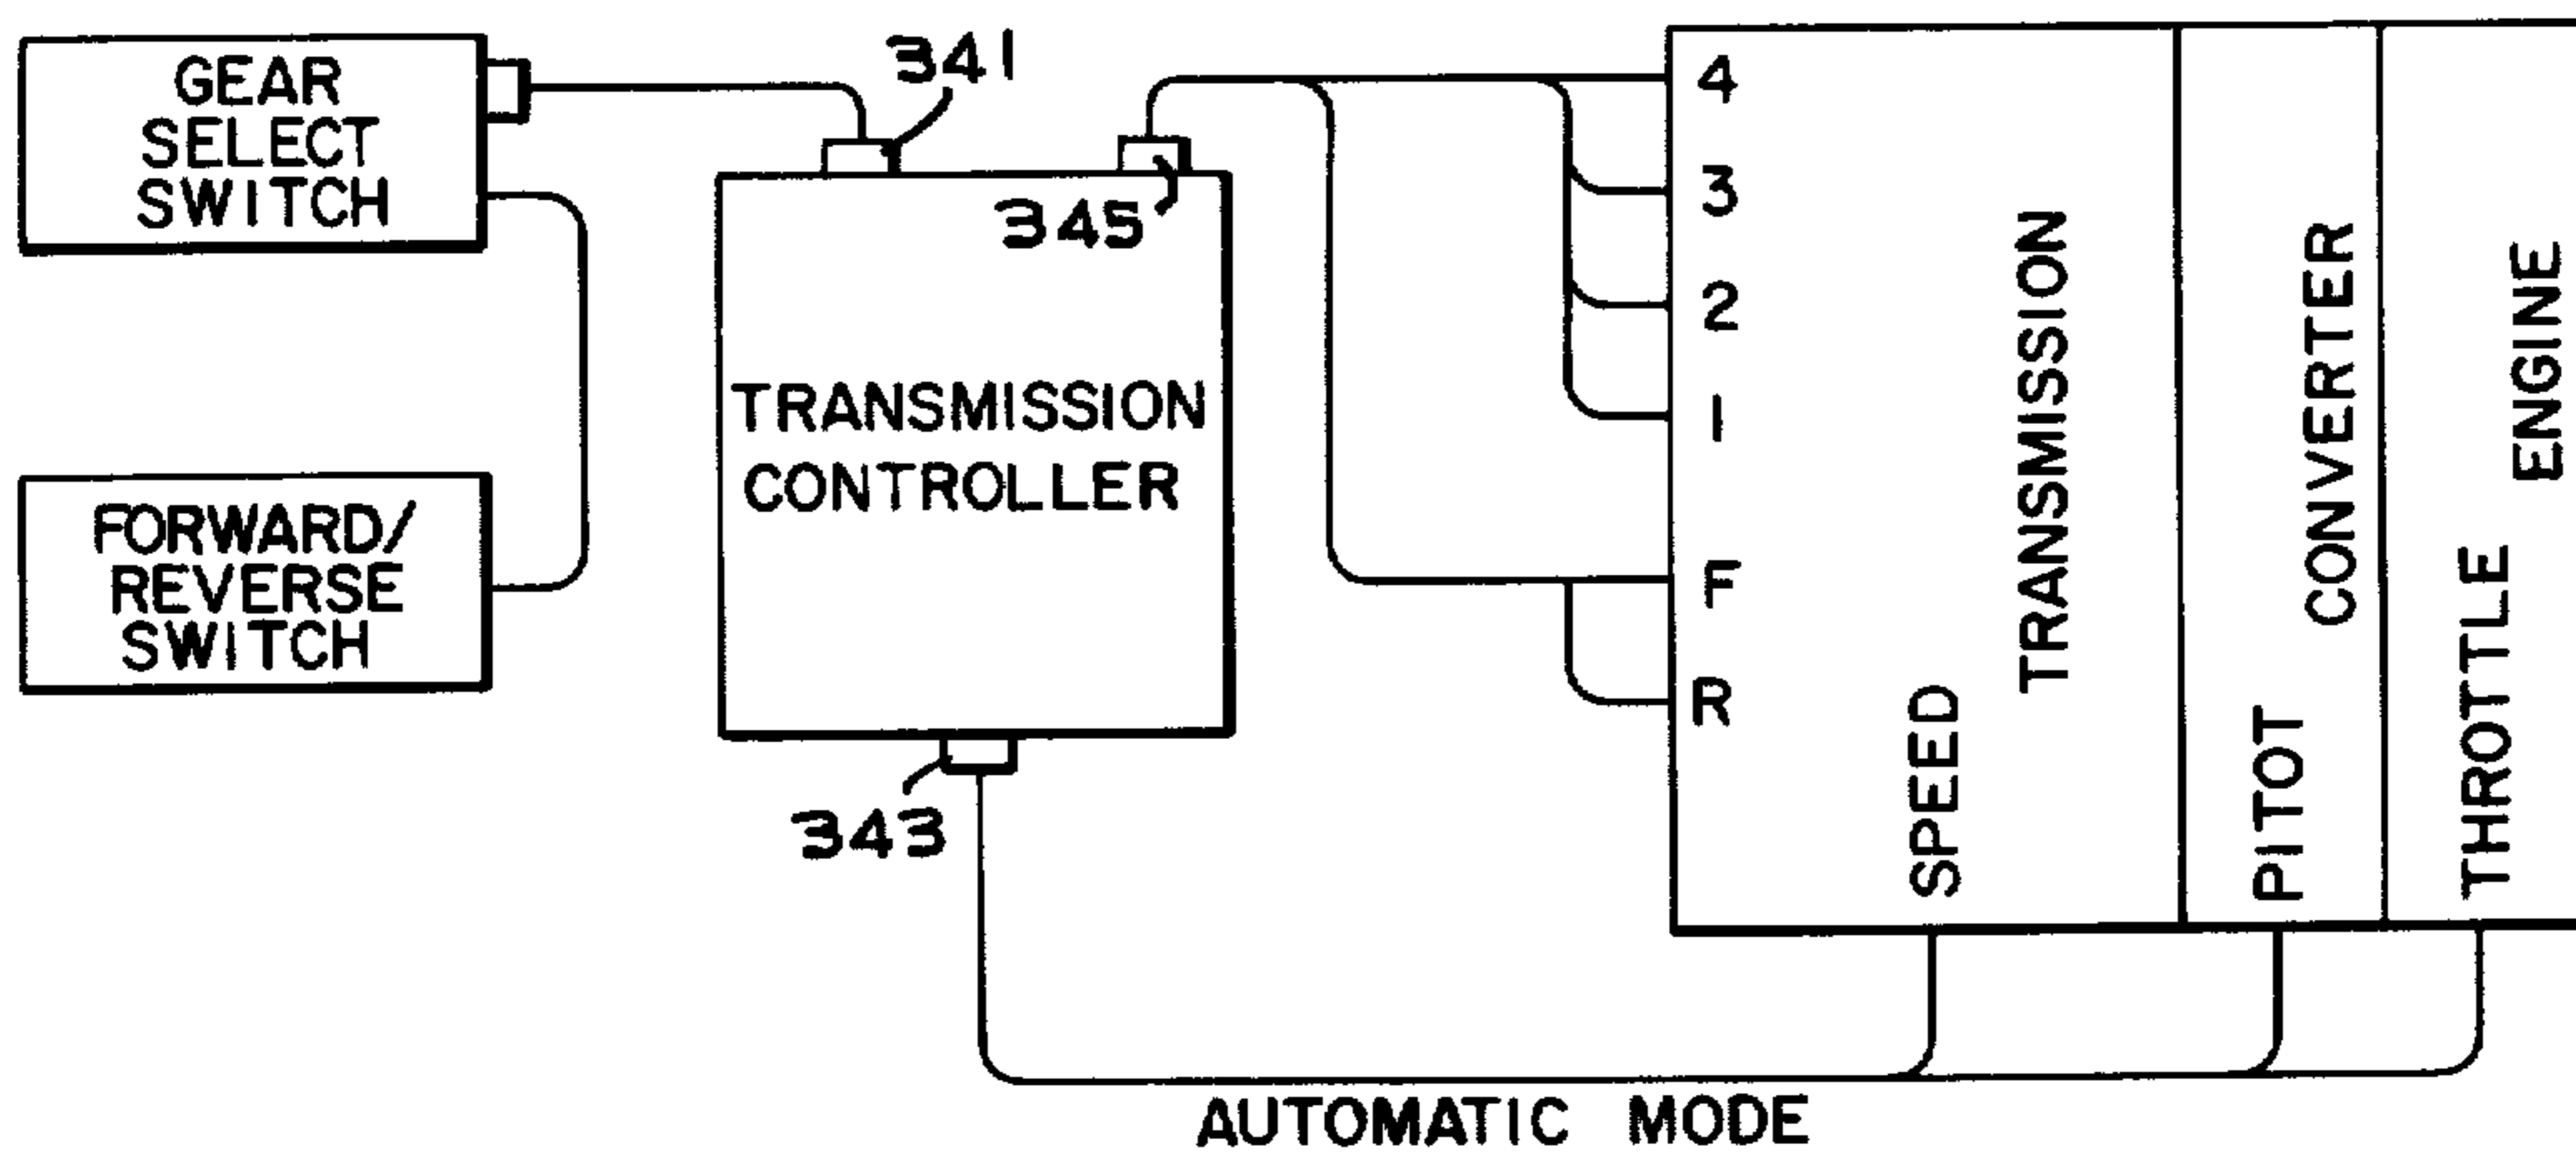 GEAR
SELECT
SWITCH
FORWARD/
REVERSE
SWITCH
341
345
TRANSMISSION
CONTROLLER
343
4
3
2
1
F
R
SPEED
TRANSMISSION
PITOT
CONVERTER
THROTTLE
ENGINE
AUTOMATIC MODE